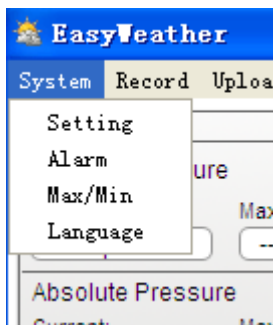 EasyWeather
System Record Uploa
Setting
Alarm
ure
Max/Min
Max
Language
--
Absolute Pressure